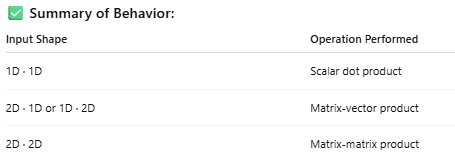 ✅ Summary of Behavior:
Input Shape Operation Performed
1D · 1D Scalar dot product
2D · 1D or 1D · 2D Matrix-vector product
2D · 2D Matrix-matrix product